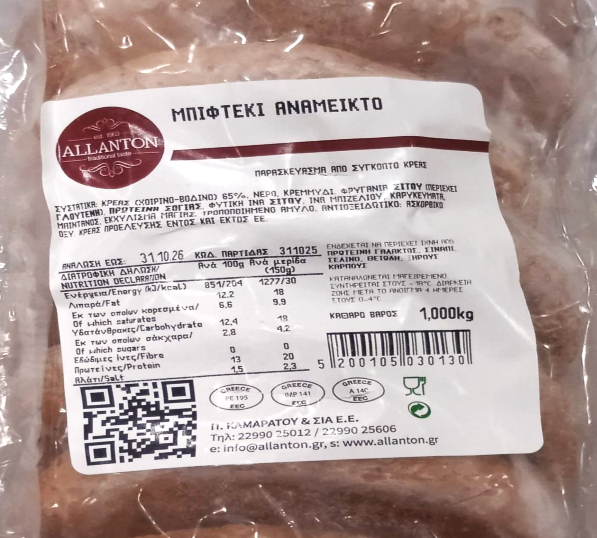 ΜΠΙΦΤΕΚΙ ΑΝΑΜΕΙΚΤΟ
est. 1963
ALLANTON
traditional taste
ΠΑΡΑΣΚΕΥΑΣΜΑ ΑΠΟ ΣΥΓΚΟΠΤΟ ΚΡΕΑΣ
ΣΥΣΤΑΤΙΚΑ: ΚΡΕΑΣ (ΧΟΙΡΙΝΟ-ΒΟΔΙΝΟ) 65%, ΝΕΡΟ, ΚΡΕΜΜΥΔΙ, ΦΡΥΓΑΝΙΑ ΣΙΤΟΥ (ΠΕΡΙΕΧΕΙ
ΓΛΟΥΤΕΝΗ), ΠΡΩΤΕΙΝΗ ΣΟΓΙΑΣ, ΦΥΤΙΚΗ ΙΝΑ ΣΙΤΟΥ, ΙΝΑ ΜΠΙΖΕΛΙΟΥ, ΚΑΡΥΚΕΥΜΑΤΑ,
ΜΑΙΝΤΑΝΟΣ, ΕΚΧΥΛΙΣΜΑ ΜΑΓΙΑΣ, ΤΡΟΠΟΠΟΙΗΜΕΝΟ ΑΜΥΛΟ, ΑΝΤΙΟΞΕΙΔΩΤΙΚΟ: ΑΣΚΟΡΒΙΚΟ
ΟΞΥ. ΚΡΕΑΣ ΠΡΟΕΛΕΥΣΗΣ ΕΝΤΟΣ ΚΑΙ ΕΚΤΟΣ ΕΕ.
ΑΝΑΛΩΣΗ ΕΩΣ: 31.10.26 ΚΩΔ. ΠΑΡΤΙΔΑΣ 311025
ΔΙΑΤΡΟΦΙΚΗ ΔΗΛΩΣΗ/ Ανά 100g Ανά μερίδα
NUTRITION DECLARATION (150g)
Ενέργεια/Energy (kJ/kcal) 851/204 1277/30
Λιπαρά/Fat 12,2 18
Εκ των οποίων κορεσμένα/ 6,6 9,9
Of which saturates
Υδατάνθρακες/Carbohydrate 12,4 18
Εκ των οποίων σάκχαρα/ 2,8 4,2
Of which sugars
Εδώδιμες ίνες/Fibre 0 0
Πρωτεΐνες/Protein 13 20
Αλάτι/Salt 1,5 2,3
ΕΝΔΕΧΕΤΑΙ ΝΑ ΠΕΡΙΕΧΕΙ ΙΧΝΗ ΑΠΟ
ΠΡΩΤΕΙΝΗ ΓΑΛΑΚΤΟΣ, ΣΙΝΑΠΙ,
ΣΕΛΙΝΟ, ΘΕΙΩΔΗ, ΞΗΡΟΥΣ
ΚΑΡΠΟΥΣ
ΚΑΤΑΝΑΛΩΝΕΤΑΙ ΜΑΓΕΙΡΕΜΕΝΟ
ΣΥΝΤΗΡΕΙΤΑΙ ΣΤΟΥΣ -18°C. ΔΙΑΡΚΕΙΑ
ΖΩΗΣ ΜΕΤΑ ΤΟ ΑΝΟΙΓΜΑ 4 ΗΜΕΡΕΣ
ΣΤΟΥΣ 0-4°C
ΚΑΘΑΡΟ ΒΑΡΟΣ 1,000kg
5 200105 030130
GREECE
PE 195
EEC
GREECE
IMP 141
EEC
GREECE
EEC
Π. ΚΑΜΑΡΑΤΟΥ & ΣΙΑ Ε.Ε.
Τηλ: 22990 25012 / 22990 25606
e: info@allanton.gr, s: www.allanton.gr